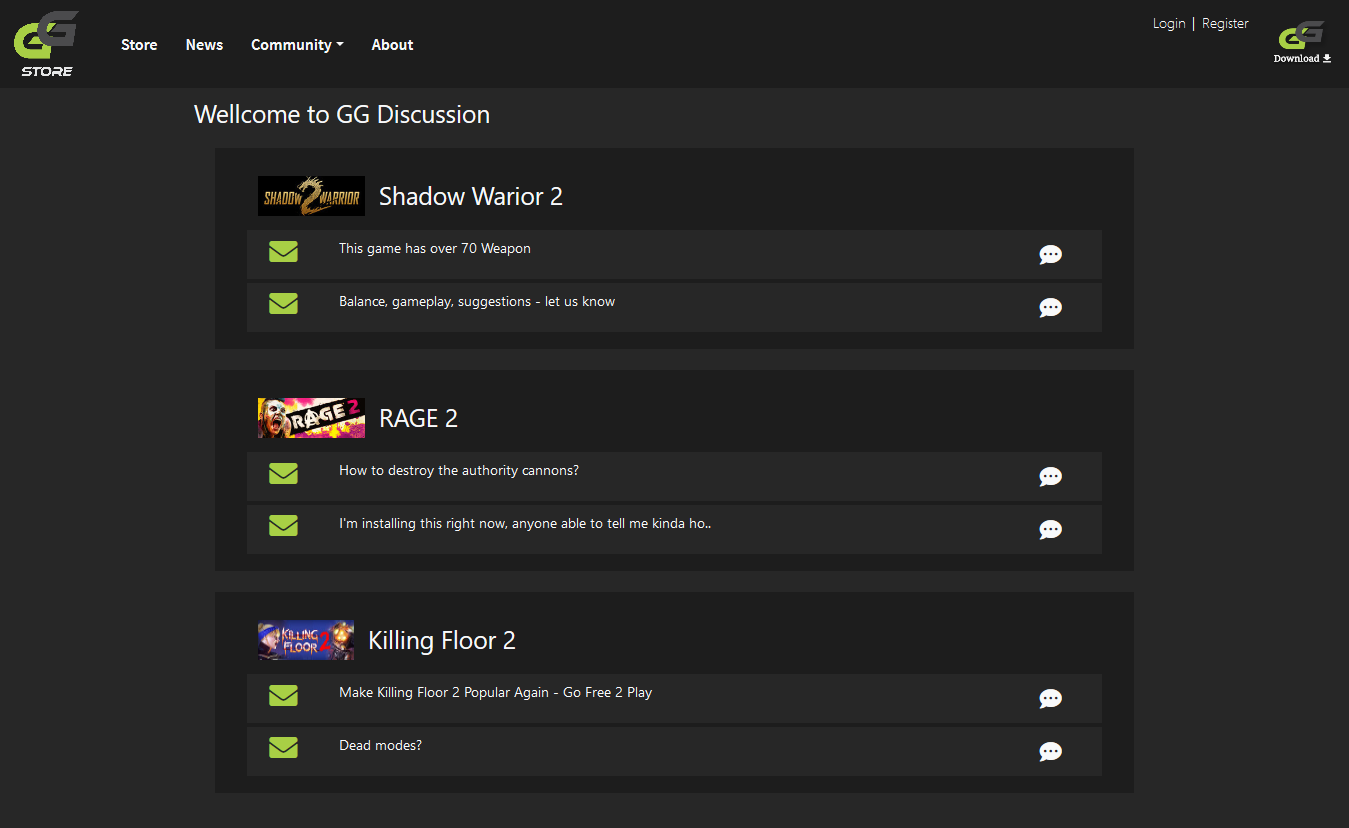 GG
STORE
Store
News
Community
About
Login | Register
GG
Download
Wellcome to GG Discussion
SHADOW 2 WARRIOR
Shadow Warior 2
This game has over 70 Weapon
Balance, gameplay, suggestions - let us know
RAGE 2
RAGE 2
How to destroy the authority cannons?
I'm installing this right now, anyone able to tell me kinda ho..
KILLING
FLOOR 2
Killing Floor 2
Make Killing Floor 2 Popular Again - Go Free 2 Play
Dead modes?